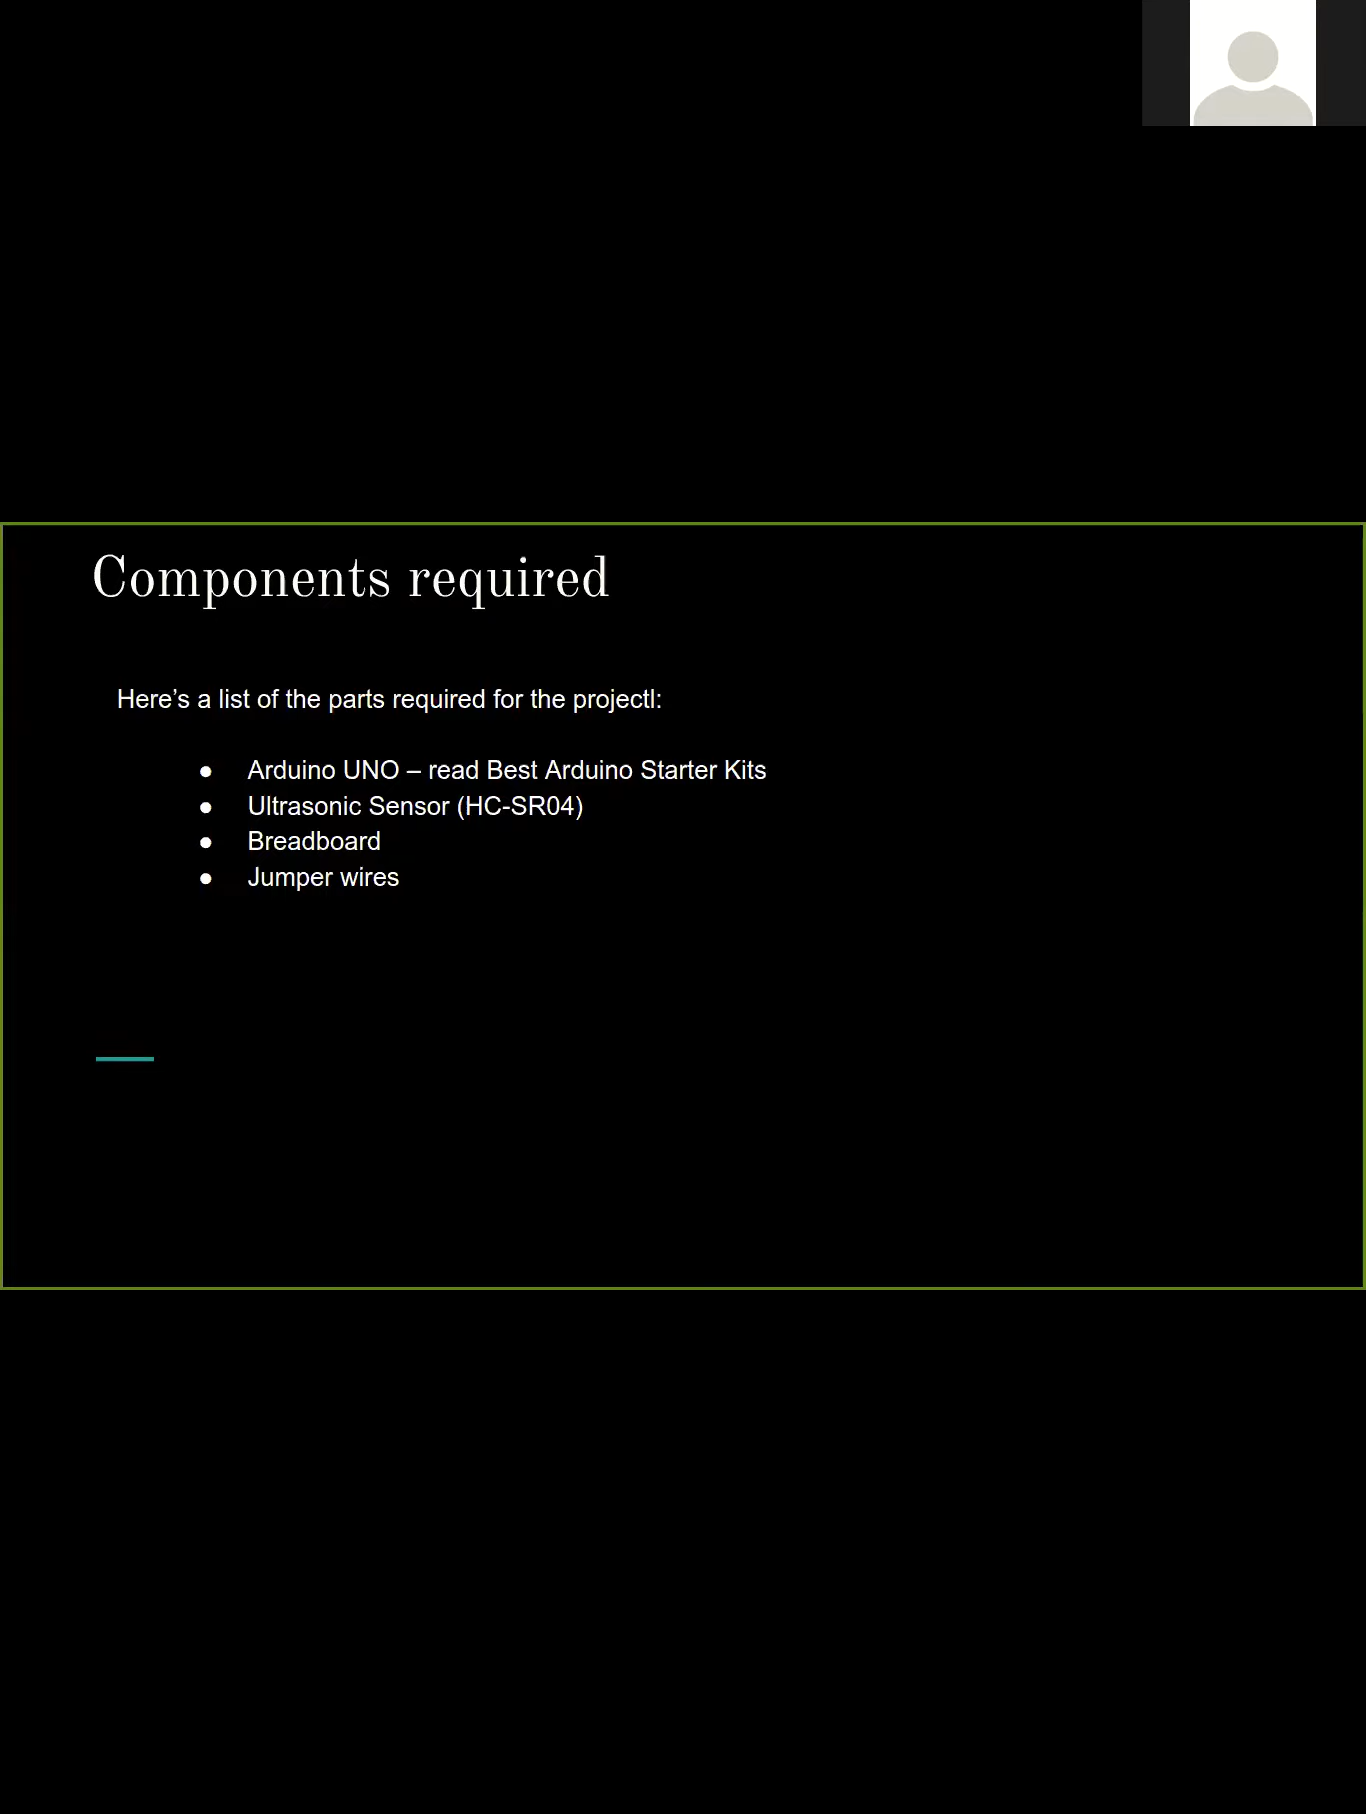 Components required
Here’s a list of the parts required for the projectl:
● Arduino UNO – read Best Arduino Starter Kits
● Ultrasonic Sensor (HC-SR04)
● Breadboard
● Jumper wires